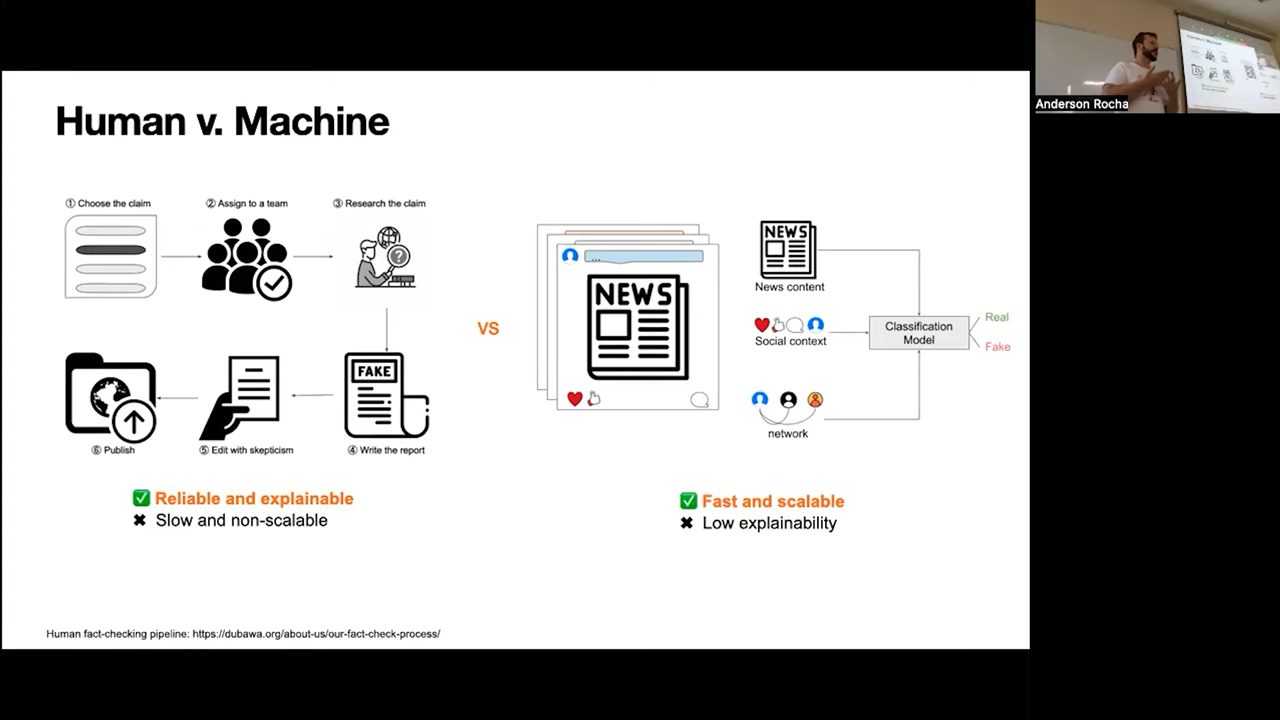 Human v. Machine
① Choose the claim
② Assign to a team
③ Research the claim
?
FAKE
⑥ Publish
⑤ Edit with skepticism
④ Write the report
✅ Reliable and explainable
✖ Slow and non-scalable
VS
...
NEWS
NEWS
News content
Social context
network
Classification
Model
Real
Fake
✅ Fast and scalable
✖ Low explainability
Human fact-checking pipeline: https://dubawa.org/about-us/our-fact-check-process/
Anderson Rocha
Human v. Machine